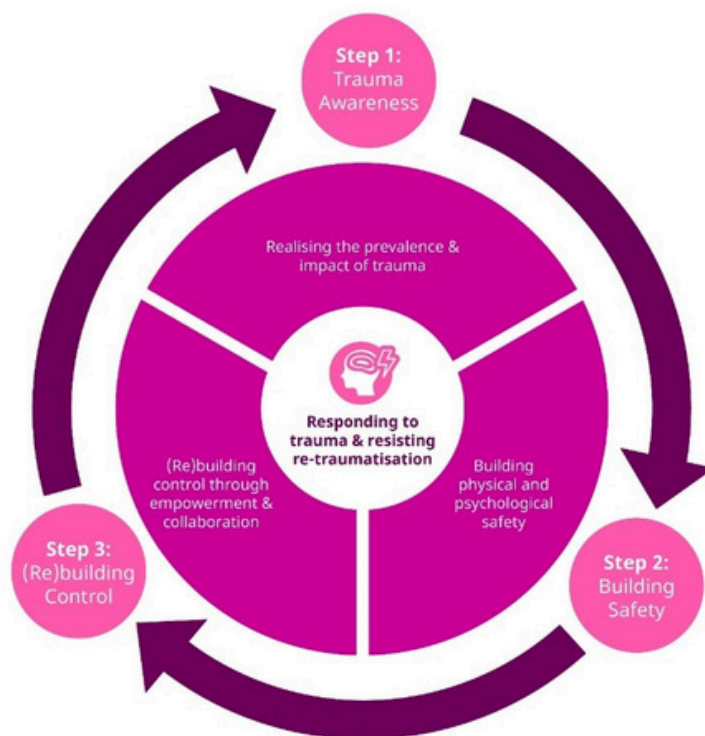 Step 1:
Trauma
Awareness
Realising the prevalence &
impact of trauma
Responding to
trauma & resisting
re-traumatisation
(Re)building
control through
empowerment &
collaboration
Building
physical and
psychological
safety
Step 3:
(Re)building
Control
Step 2:
Building
Safety